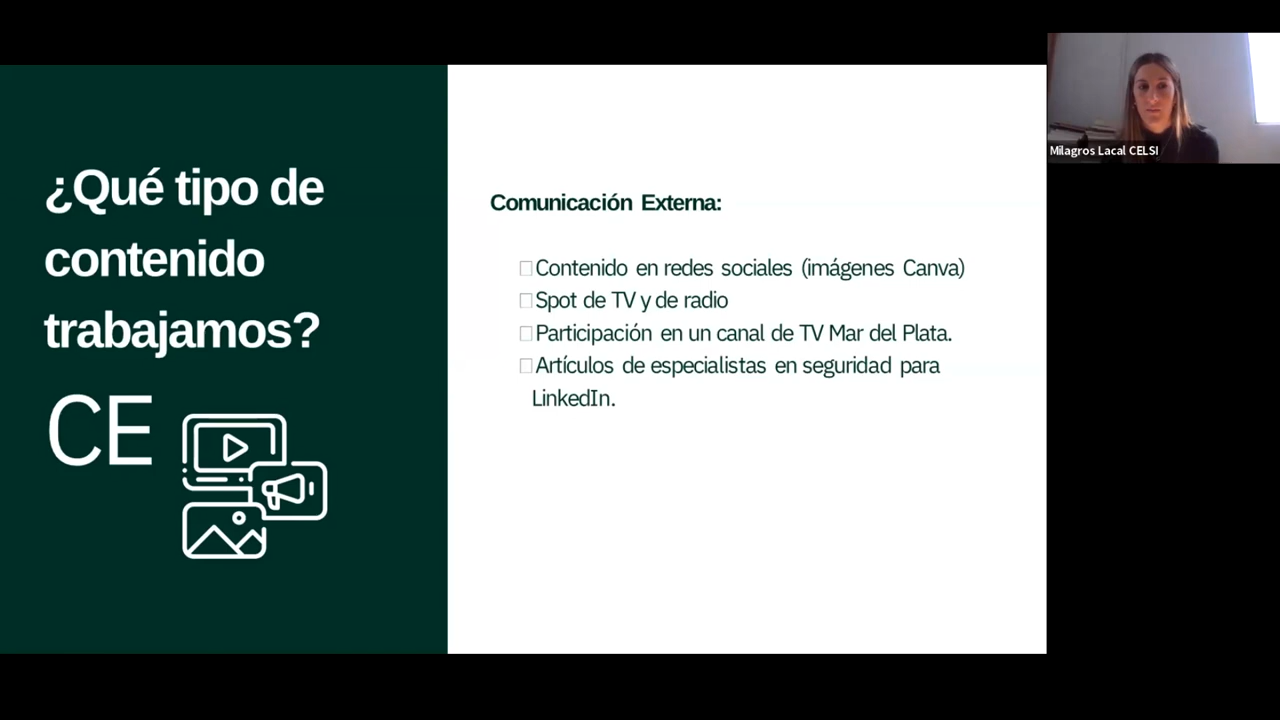 ¿Qué tipo de
contenido
trabajamos?
CE
Comunicación Externa:
Contenido en redes sociales (imágenes Canva)
Spot de TV y de radio
Participación en un canal de TV Mar del Plata.
Artículos de especialistas en seguridad para
LinkedIn.
Milagros Lacal CELSI